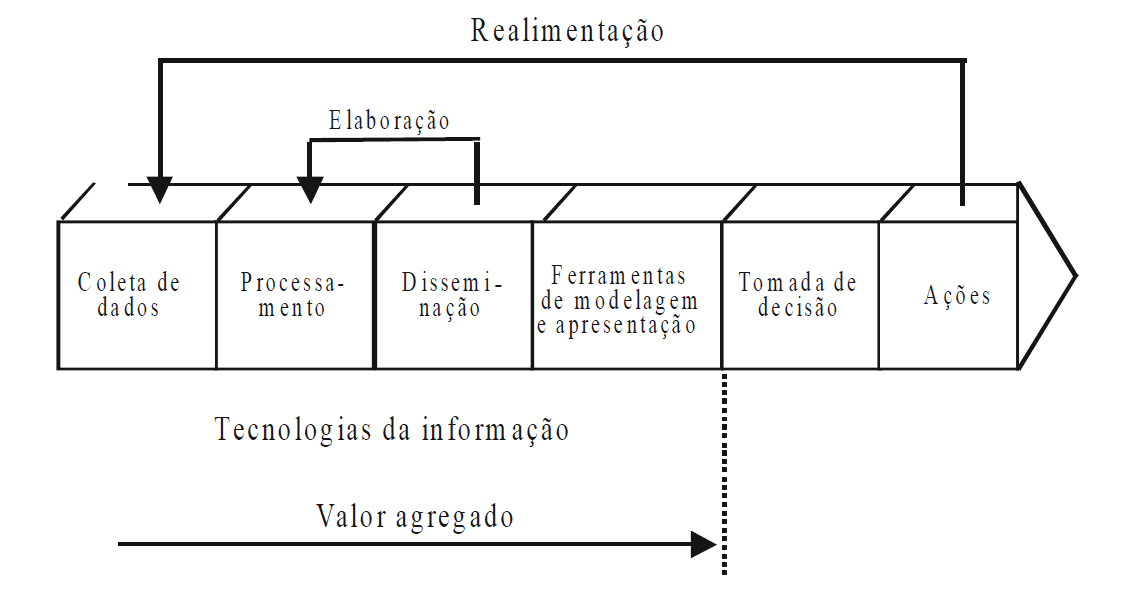 Realimentação
Elaboração
Coleta de
dados
Processa-
mento
Dissemi-
nação
Ferramentas
de modelagem
e apresentação
Tomada de
decisão
Ações
Tecnologias da informação
Valor agregado